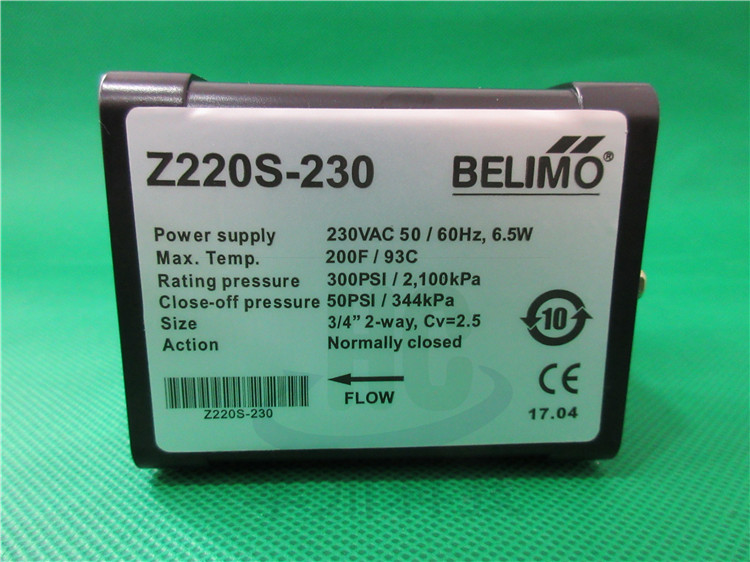 Z220S-230
BELIMO®
Power supply 230VAC 50 / 60Hz, 6.5W
Max. Temp. 200F / 93C
Rating pressure 300PSI / 2,100kPa
Close-off pressure 50PSI / 344kPa
Size 3/4” 2-way, Cv=2.5
Action Normally closed
10
CE
Z220S-230
FLOW
17.04